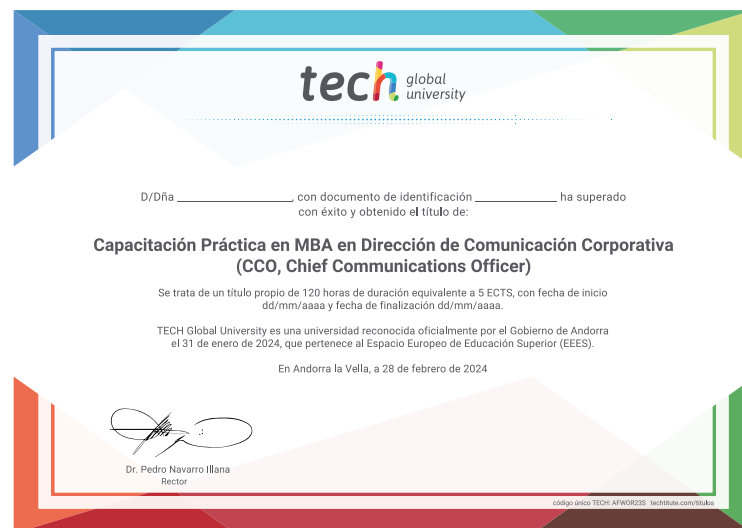 tech global university
D/Dña ____________________, con documento de identificación ______________ ha superado
con éxito y obtenido el título de:
Capacitación Práctica en MBA en Dirección de Comunicación Corporativa
(CCO, Chief Communications Officer)
Se trata de un título propio de 120 horas de duración equivalente a 5 ECTS, con fecha de inicio
dd/mm/aaaa y fecha de finalización dd/mm/aaaa.
TECH Global University es una universidad reconocida oficialmente por el Gobierno de Andorra
el 31 de enero de 2024, que pertenece al Espacio Europeo de Educación Superior (EEES).
En Andorra la Vella, a 28 de febrero de 2024
Dr. Pedro Navarro Illana
Rector
código único TECH: AFWOR23S techtitute.com/titulos